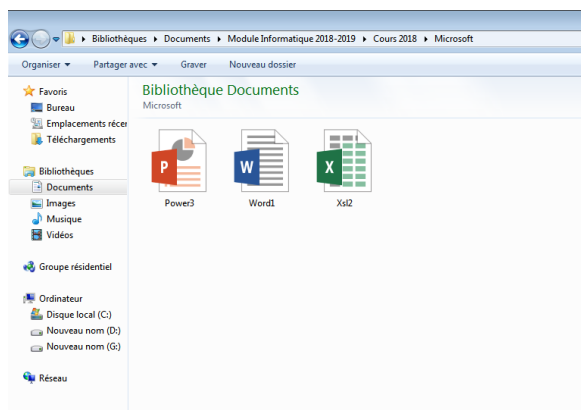 Bibliothèques ▸ Documents ▸ Module Informatique 2018-2019 ▸ Cours 2018 ▸ Microsoft
Organiser Partager avec Graver Nouveau dossier
Favoris
Bureau
Emplacements récer
Téléchargements
Bibliothèques
Documents
Images
Musique
Vidéos
Groupe résidentiel
Ordinateur
Disque local (C:)
Nouveau nom (D:)
Nouveau nom (G:)
Réseau
Bibliothèque Documents
Microsoft
P W X
Power3 Word1 Xsl2